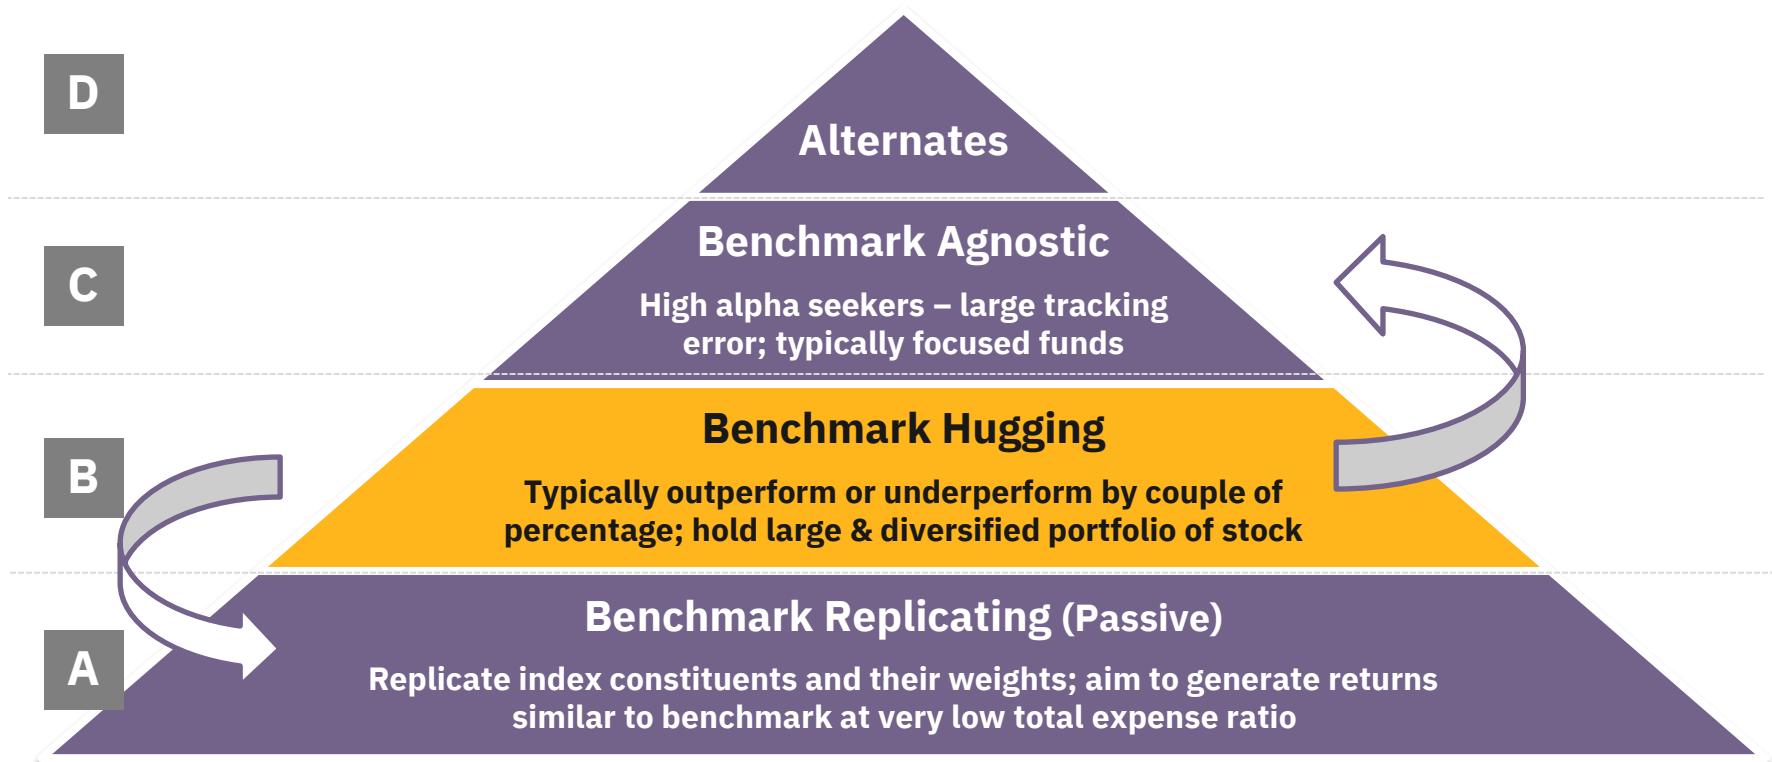 D
Alternates
C
Benchmark Agnostic
High alpha seekers – large tracking
error; typically focused funds
B
Benchmark Hugging
Typically outperform or underperform by couple of
percentage; hold large & diversified portfolio of stock
A
Benchmark Replicating (Passive)
Replicate index constituents and their weights; aim to generate returns
similar to benchmark at very low total expense ratio